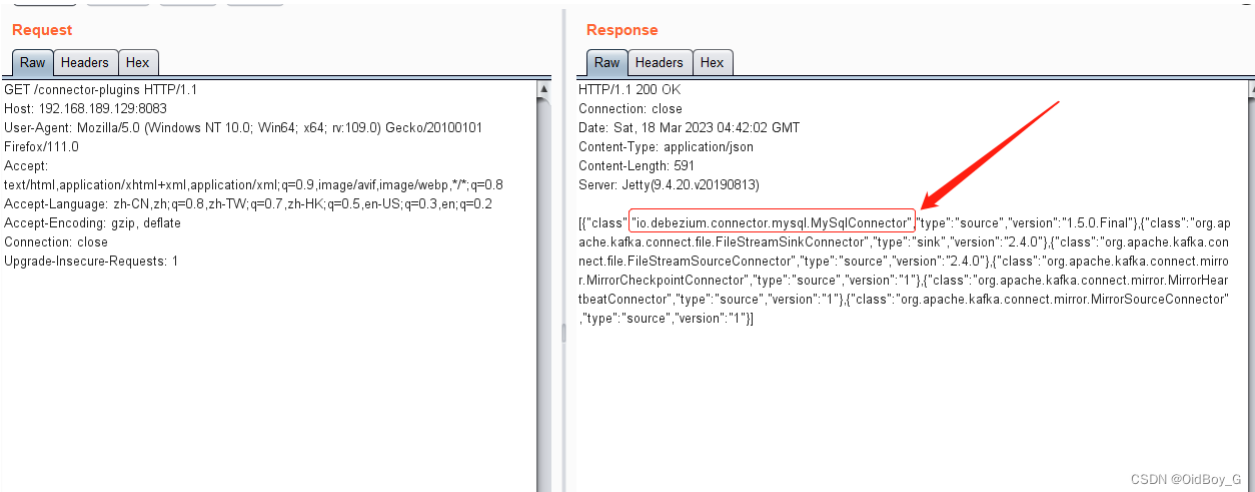 Request
Raw Headers Hex
GET /connector-plugins HTTP/1.1
Host: 192.168.189.129:8083
User-Agent: Mozilla/5.0 (Windows NT 10.0; Win64; x64; rv:109.0) Gecko/20100101
Firefox/111.0
Accept:
text/html,application/xhtml+xml,application/xml;q=0.9,image/avif,image/webp,*/*;q=0.8
Accept-Language: zh-CN,zh;q=0.8,zh-TW;q=0.7,zh-HK;q=0.5,en-US;q=0.3,en;q=0.2
Accept-Encoding: gzip, deflate
Connection: close
Upgrade-Insecure-Requests: 1
Response
Raw Headers Hex
HTTP/1.1 200 OK
Connection: close
Date: Sat, 18 Mar 2023 04:42:02 GMT
Content-Type: application/json
Content-Length: 591
Server: Jetty(9.4.20.v20190813)
[{"class":"io.debezium.connector.mysql.MySqlConnector","type":"source","version":"1.5.0.Final"},{"class":"org.ap
ache.kafka.connect.file.FileStreamSinkConnector","type":"sink","version":"2.4.0"},{"class":"org.apache.kafka.con
nect.file.FileStreamSourceConnector","type":"source","version":"2.4.0"},{"class":"org.apache.kafka.connect.mirro
r.MirrorCheckpointConnector","type":"source","version":"1"},{"class":"org.apache.kafka.connect.mirror.MirrorHear
tbeatConnector","type":"source","version":"1"},{"class":"org.apache.kafka.connect.mirror.MirrorSourceConnector"
,"type":"source","version":"1"}]
CSDN @OidBoy_G